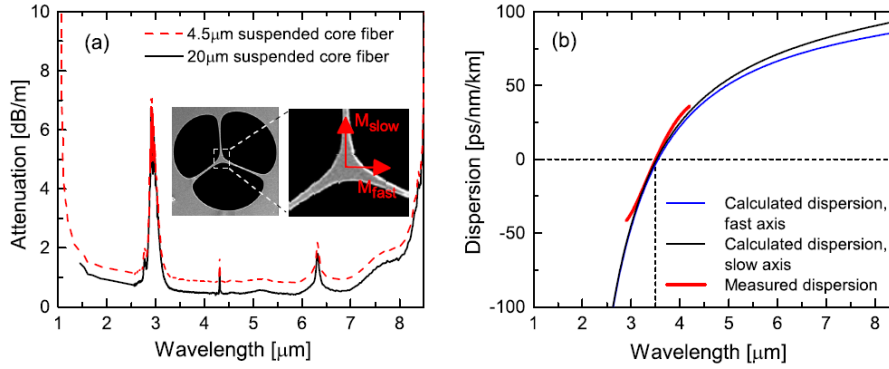 (a)
4.5μm suspended core fiber
20μm suspended core fiber
Attenuation [dB/m]
10
8
6
4
2
0
M slow
M fast
1 2 3 4 5 6 7 8
Wavelength [μm]
(b)
Dispersion [ps/nm/km]
100
50
0
-50
-100
Calculated dispersion,
fast axis
Calculated dispersion,
slow axis
Measured dispersion
1 2 3 4 5 6 7 8
Wavelength [μm]